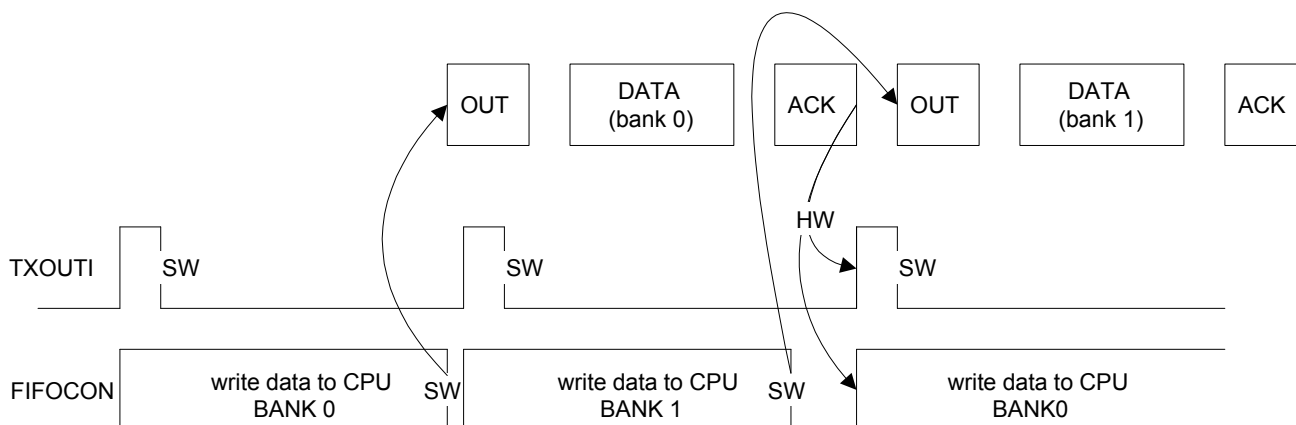 OUT
DATA
(bank 0)
ACK
OUT
DATA
(bank 1)
ACK
HW
TXOUTI
SW
SW
SW
FIFOCON
write data to CPU
BANK 0
SW
write data to CPU
BANK 1
SW
write data to CPU
BANK0